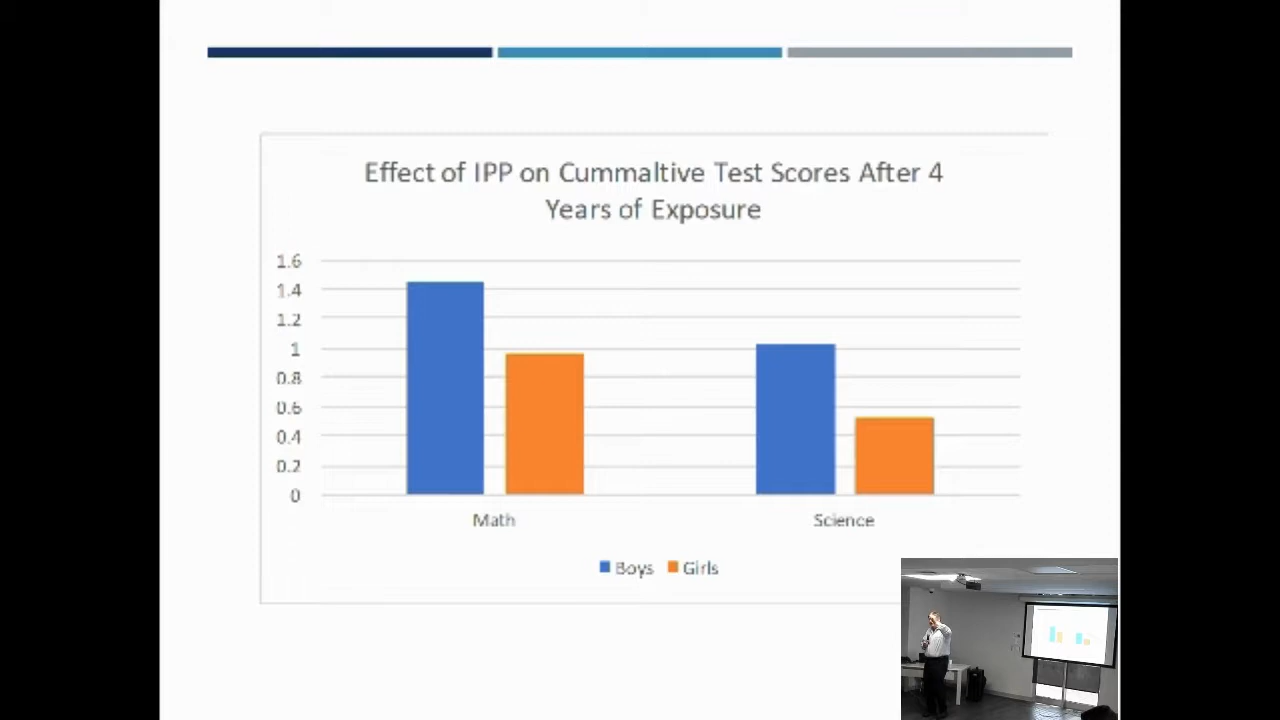 Effect of IPP on Cummaltive Test Scores After 4
Years of Exposure
1.6
1.4
1.2
1
0.8
0.6
0.4
0.2
0
Math Science
Boys Girls